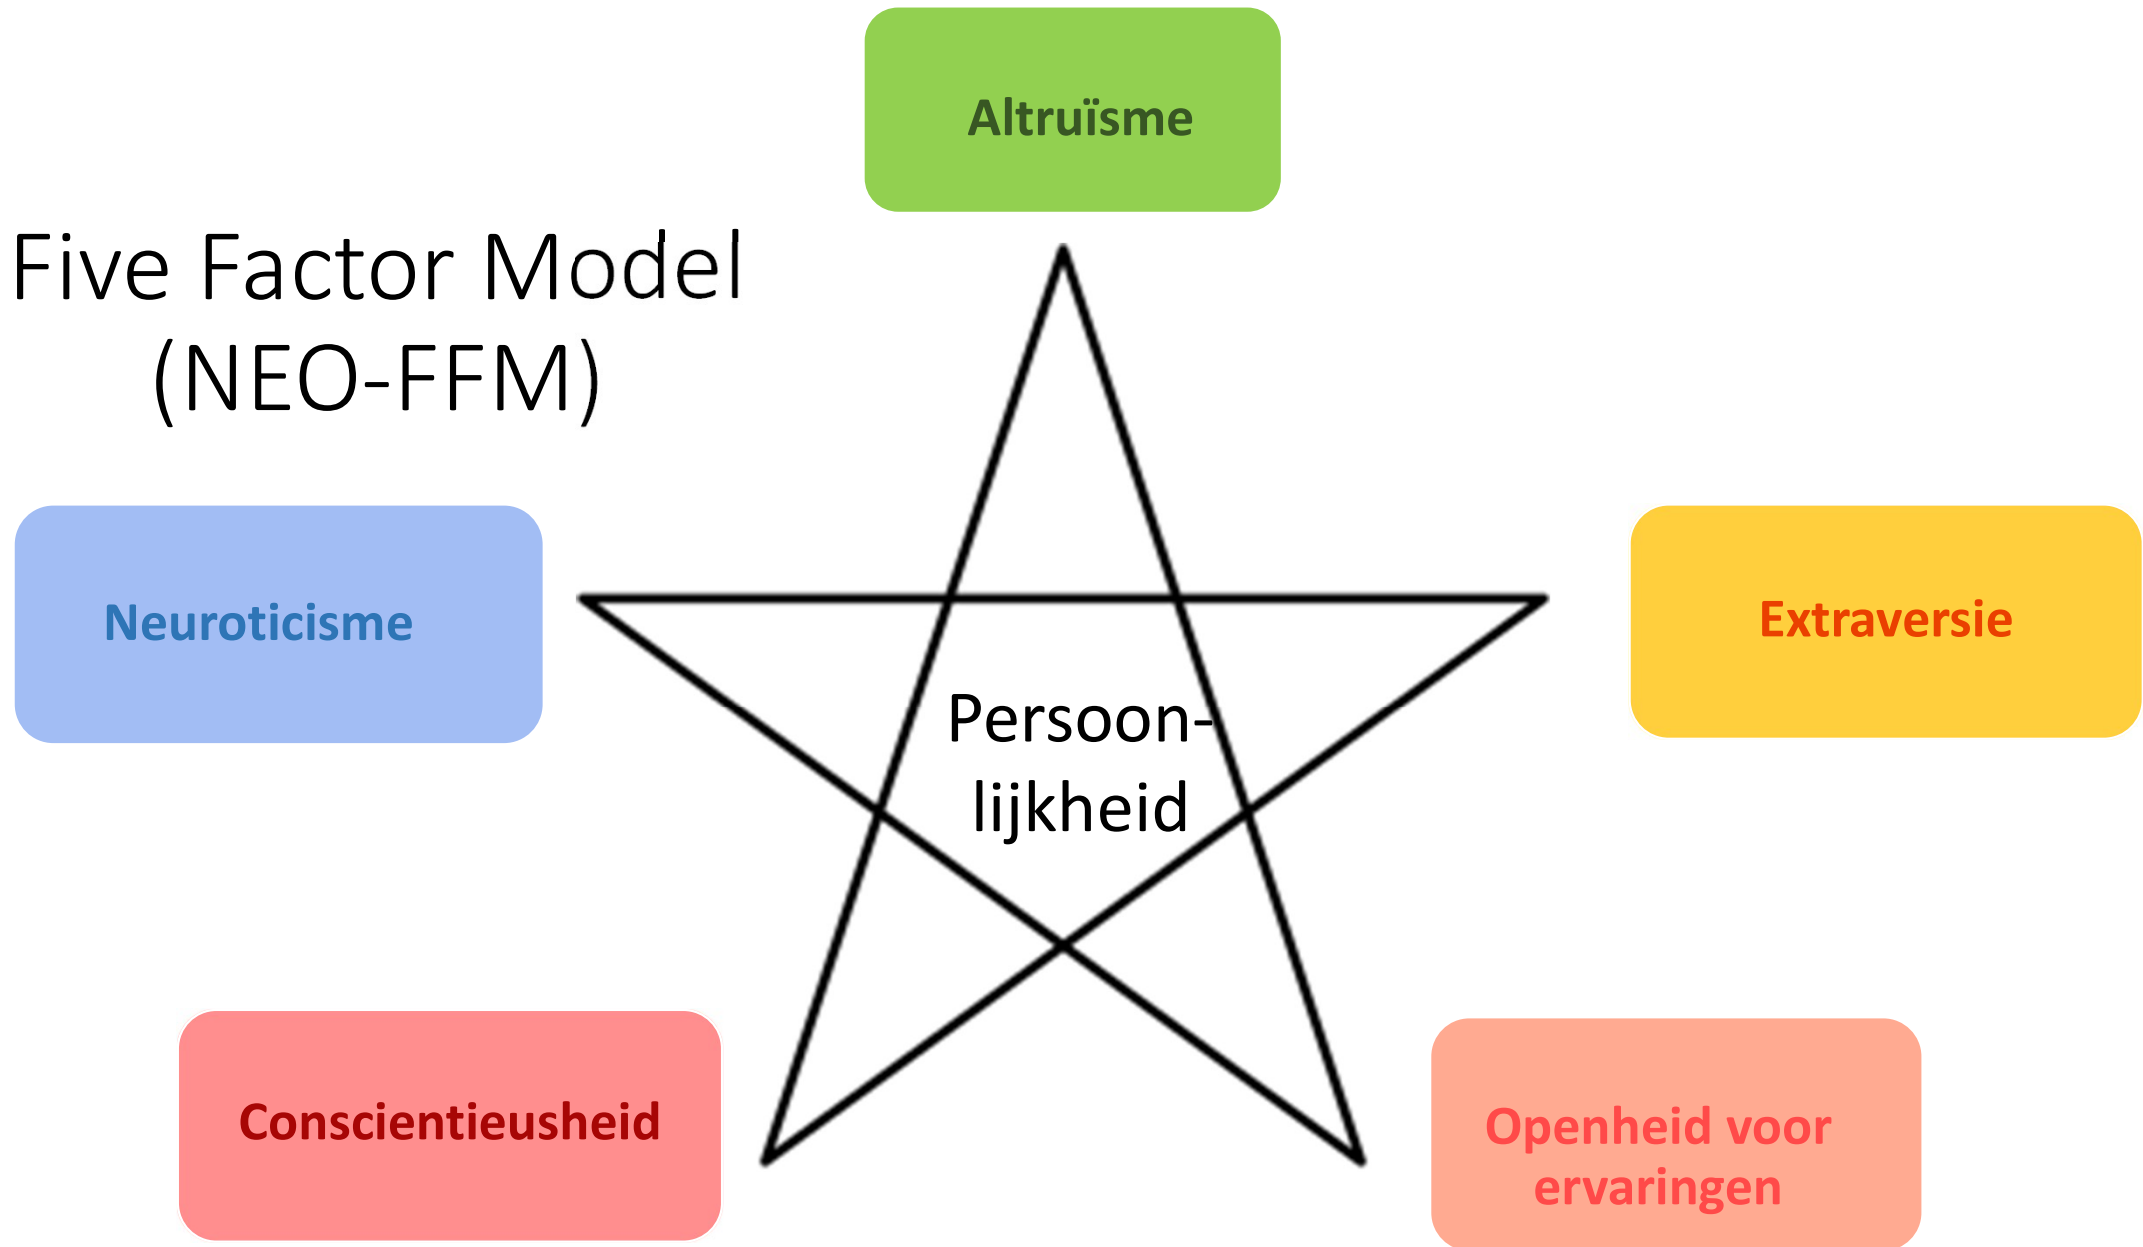 Altruïsme
Five Factor Model
(NEO-FFM)
Neuroticisme
Extraversie
Persoon-
lijkheid
Conscientieusheid
Openheid voor
ervaringen